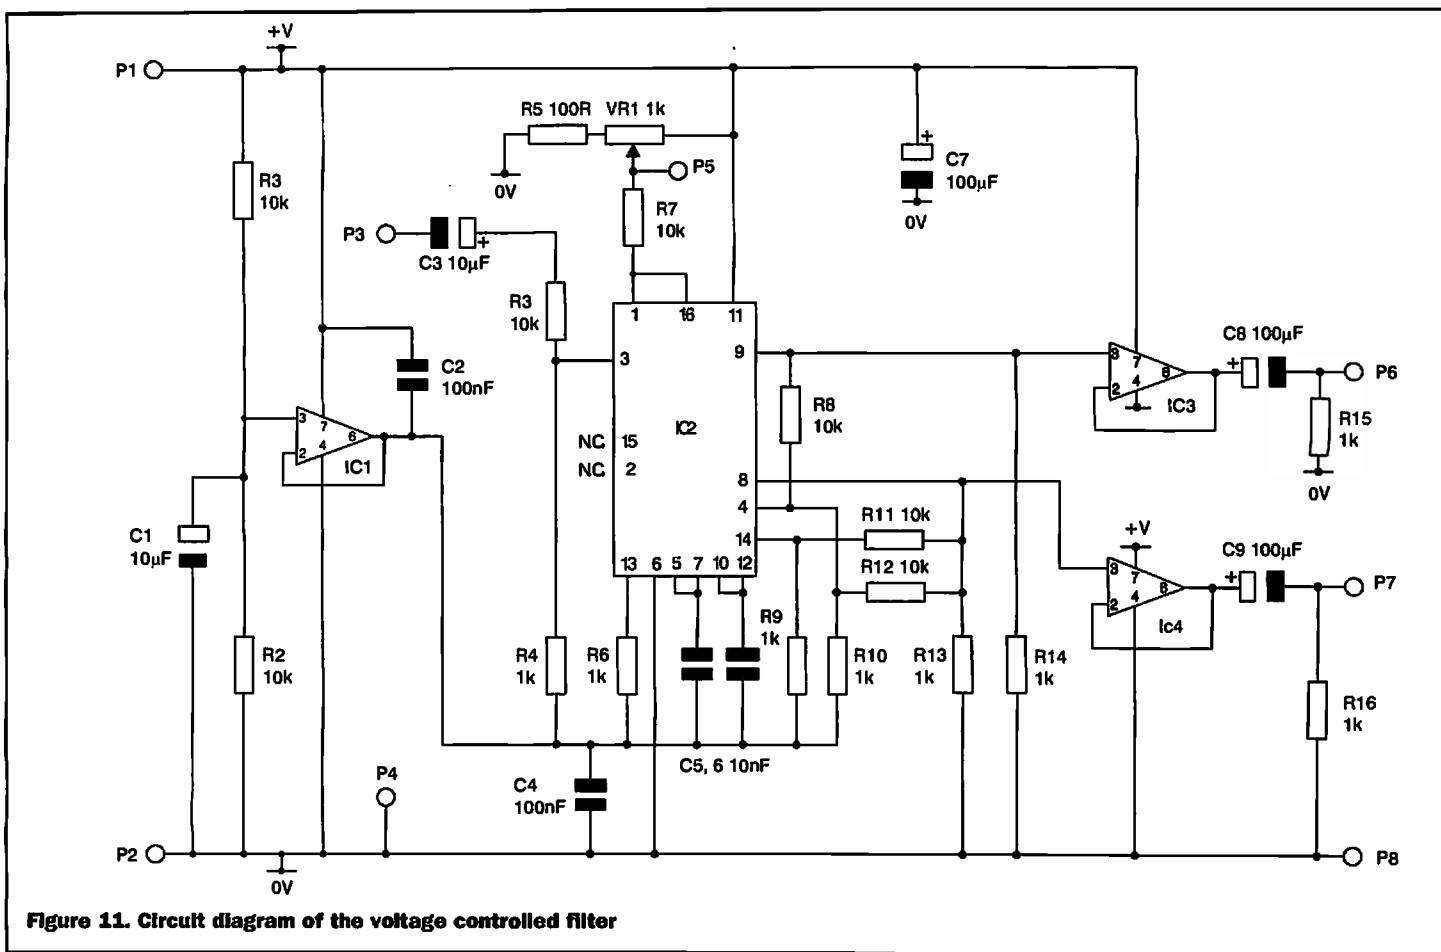 +V
P1
R5 100R
VR1 1k
P5
0V
R3
10k
C7
100µF
0V
+
R7
10k
P3
C3 10µF
+
R3
10k
1
16
11
3
9
IC2
NC 15
NC 2
8
4
14
13
6
5
7
10
12
C2
100nF
3
2
7
4
6
IC1
R8
10k
3
2
7
4
6
IC3
C8 100µF
+
P6
R15
1k
0V
C1
10µF
R11 10k
R12 10k
+V
3
2
7
4
6
Ic4
C9 100µF
+
P7
R2
10k
R4
1k
R6
1k
R9
1k
R10
1k
R13
1k
R14
1k
R16
1k
C5, 6 10nF
C4
100nF
P4
P2
0V
P8
Figure 11. Circuit diagram of the voltage controlled filter